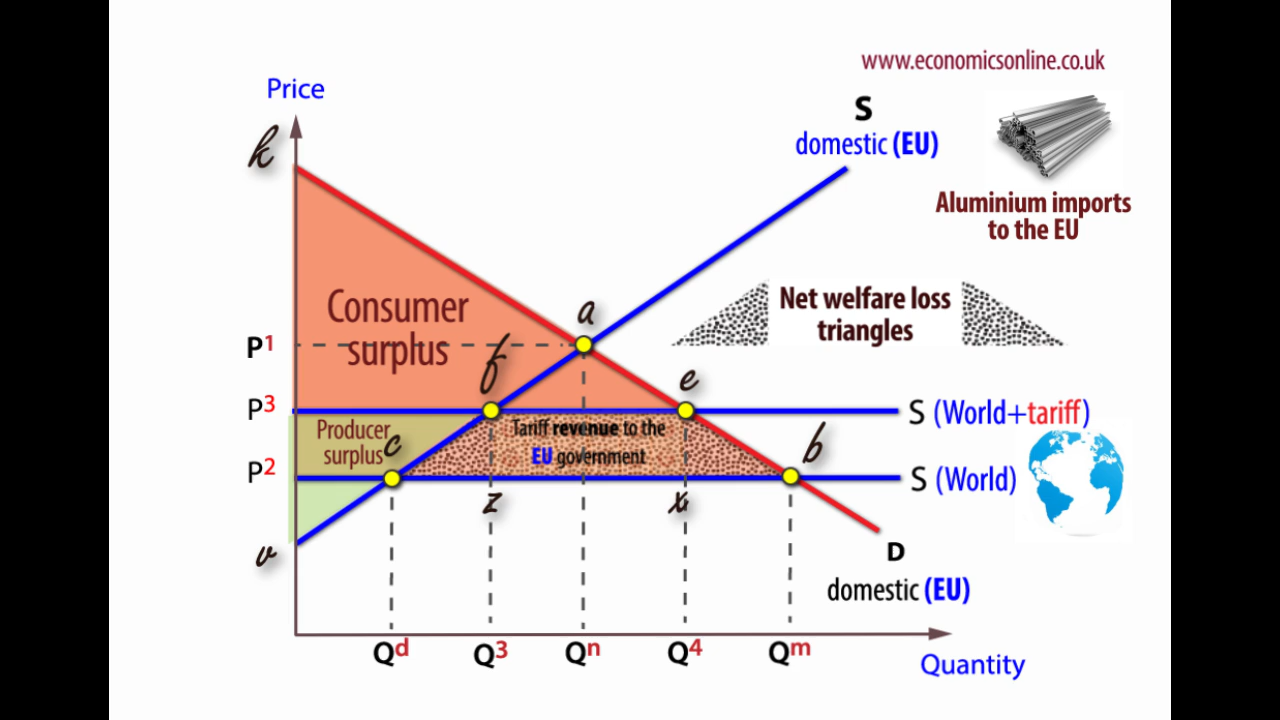 www.economicsonline.co.uk
Price
S
domestic (EU)
k
Aluminium imports
to the EU
Consumer
surplus
a
Net welfare loss
triangles
P1
f
e
P3
S (World+tariff)
Producer
surplus
c
Tariff revenue to the
EU government
b
P2
S (World)
z
x
v
D
domestic (EU)
Qd
Q3
Qn
Q4
Qm
Quantity